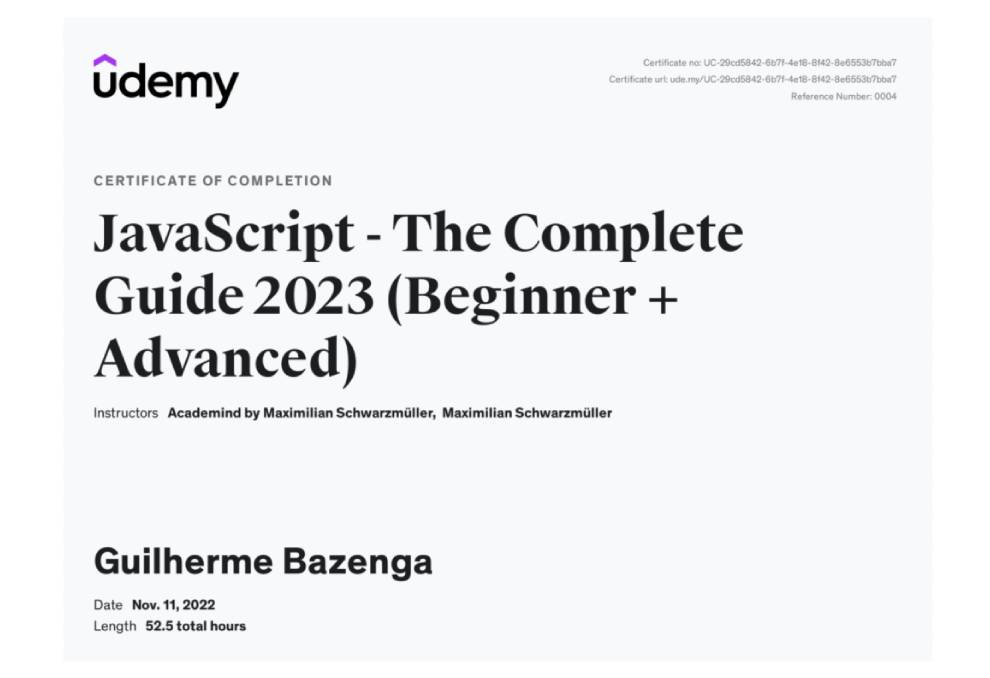 udemy
Certificate no: UC-29cd5842-6b7f-4e18-8f42-8e6553b7bba7
Certificate url: ude.my/UC-29cd5842-6b7f-4e18-8f42-8e6553b7bba7
Reference Number: 0004
CERTIFICATE OF COMPLETION
JavaScript - The Complete
Guide 2023 (Beginner +
Advanced)
Instructors Academind by Maximilian Schwarzmüller, Maximilian Schwarzmüller
Guilherme Bazenga
Date Nov. 11, 2022
Length 52.5 total hours